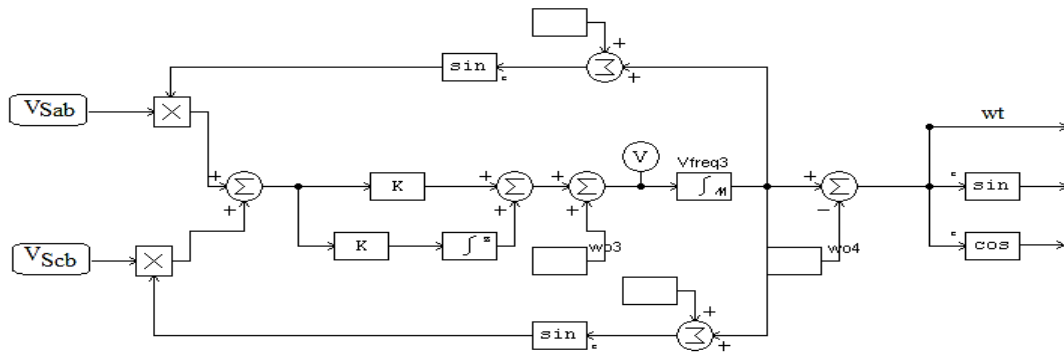 sin
VSab
wt
V
Vfreq3
Σ
K
Σ
Σ
Σ
sin
K
wo3
wo4
VScb
cos
sin
Σ